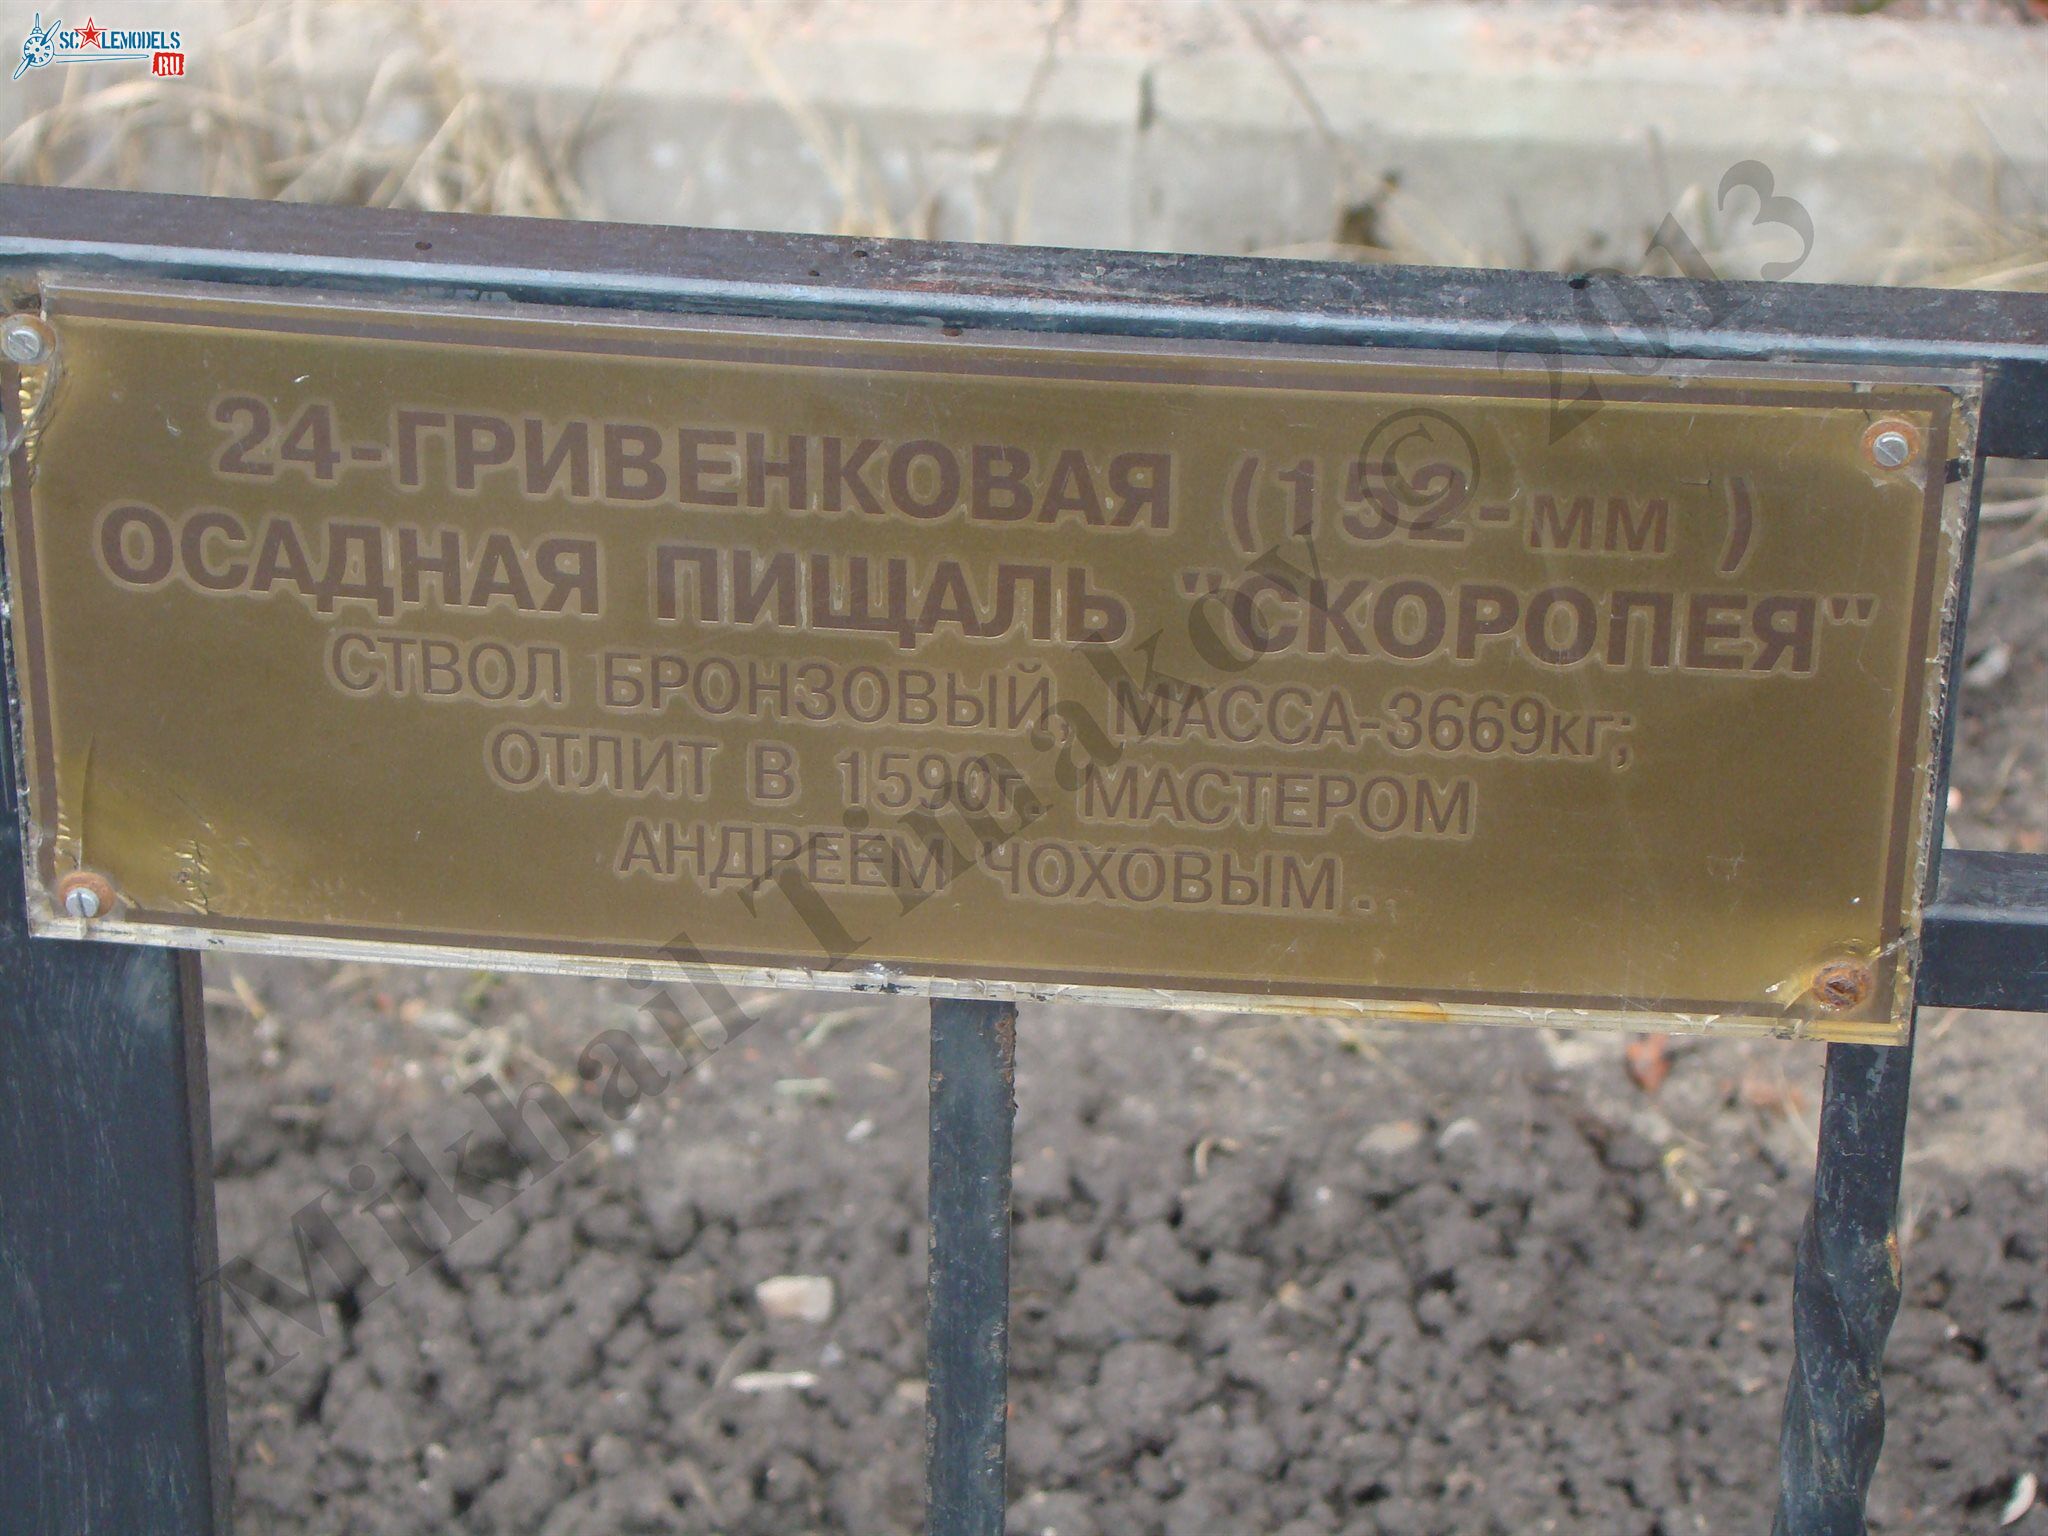 SCALEMODELS
RU
24-ГРИВЕНКОВАЯ (152-мм )
ОСАДНАЯ ПИЩАЛЬ "СКОРОПЕЯ"
СТВОЛ БРОНЗОВЫЙ, МАССА-3669кг;
ОТЛИТ В 1590г. МАСТЕРОМ
АНДРЕЕМ ЧОХОВЫМ.
Mikhail Timakov © 2013